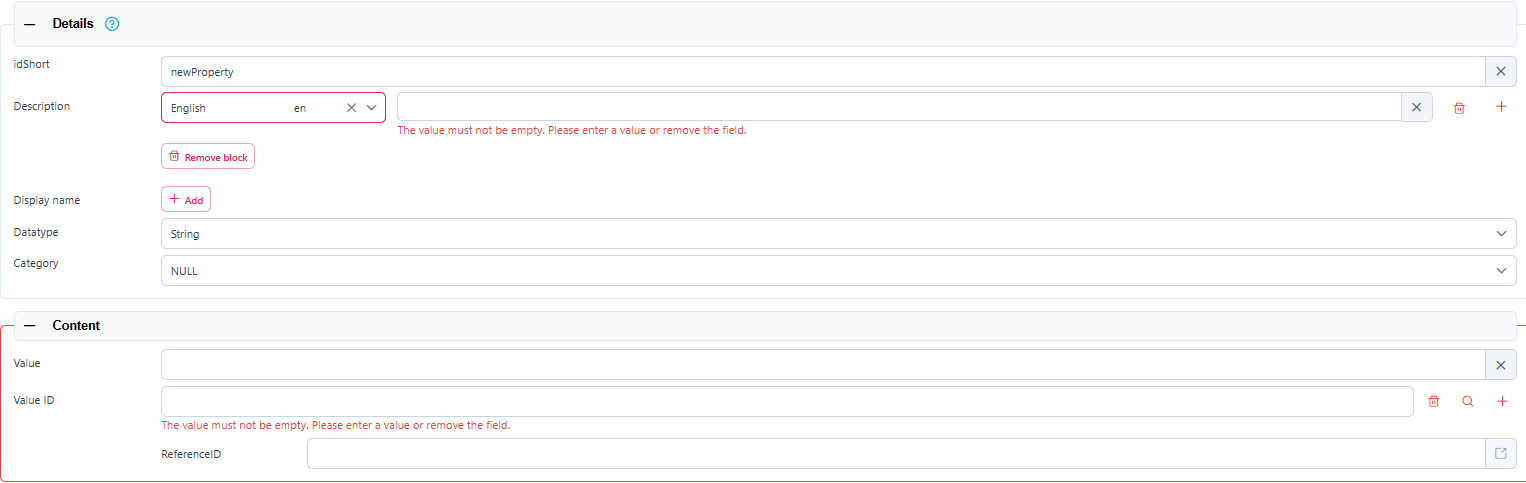 Details
idShort
newProperty
Description
English en
The value must not be empty. Please enter a value or remove the field.
Remove block
Display name
Add
Datatype
String
Category
NULL
Content
Value
Value ID
The value must not be empty. Please enter a value or remove the field.
ReferenceID